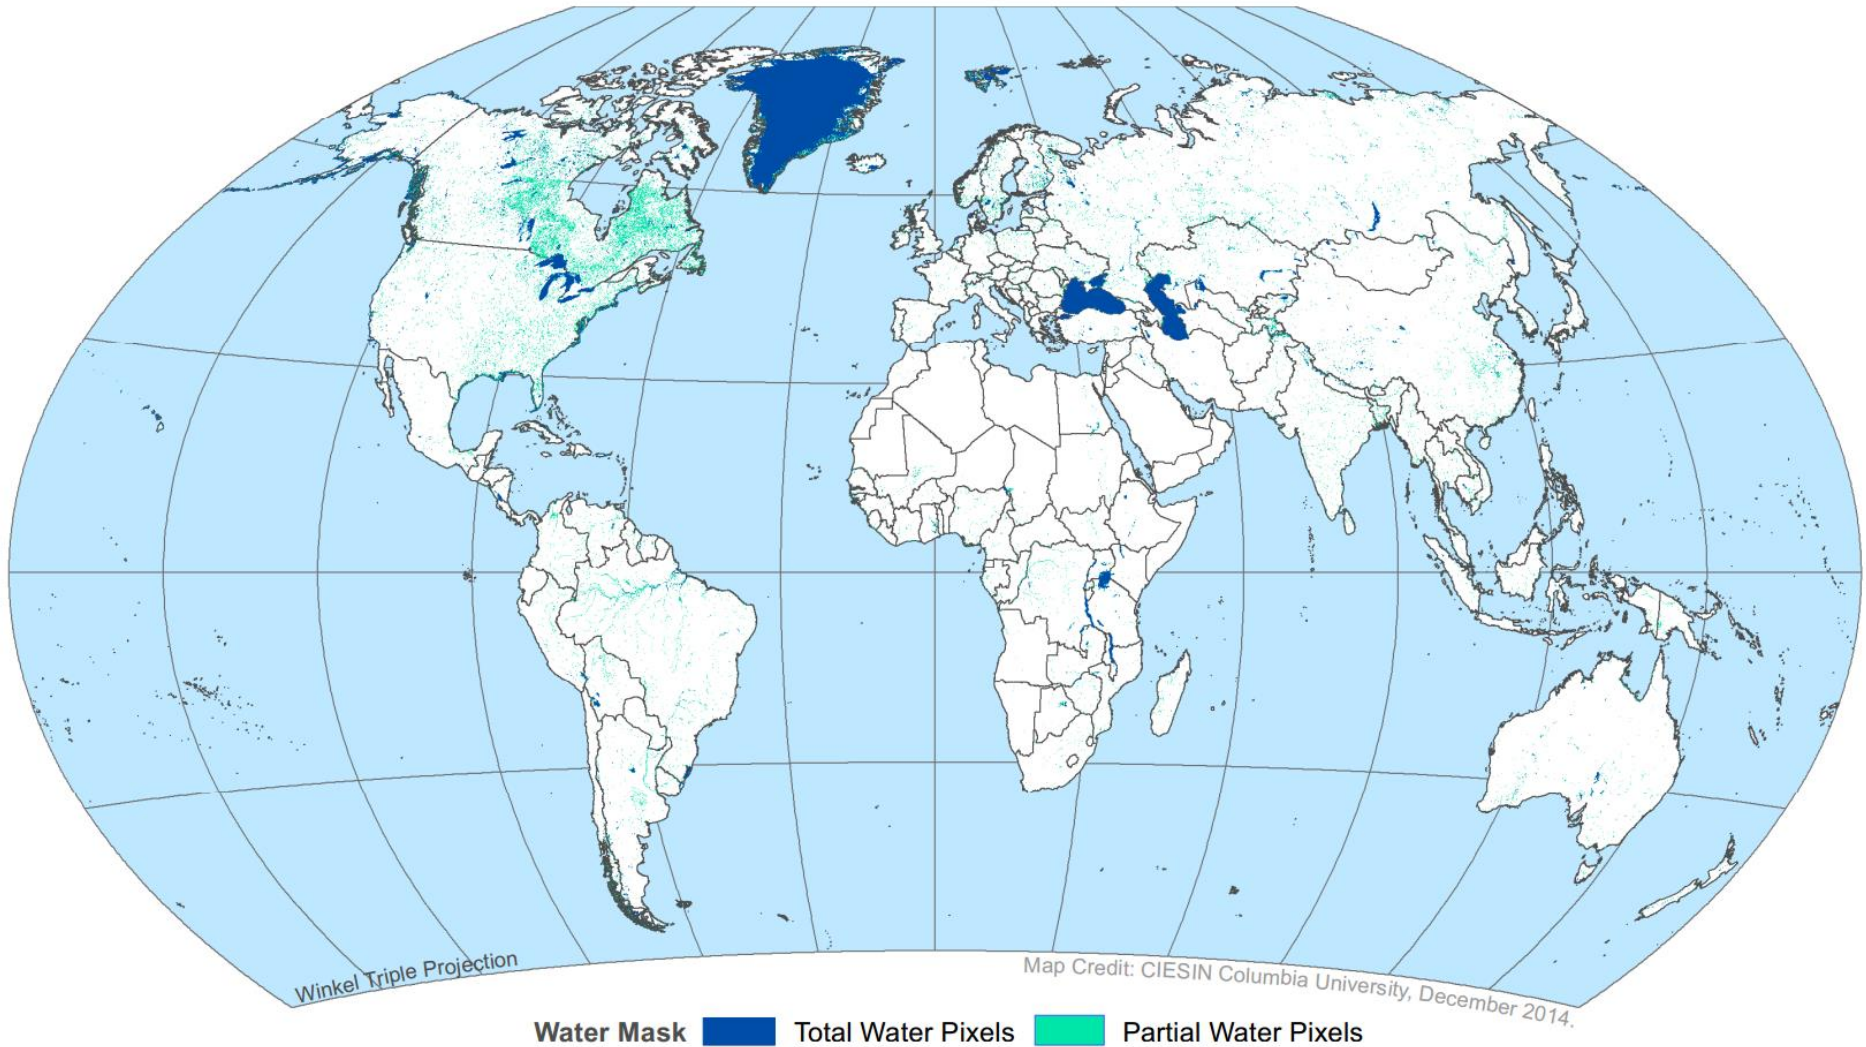 Winkel Triple Projection
Map Credit: CIESIN Columbia University, December 2014.
Water Mask Total Water Pixels Partial Water Pixels